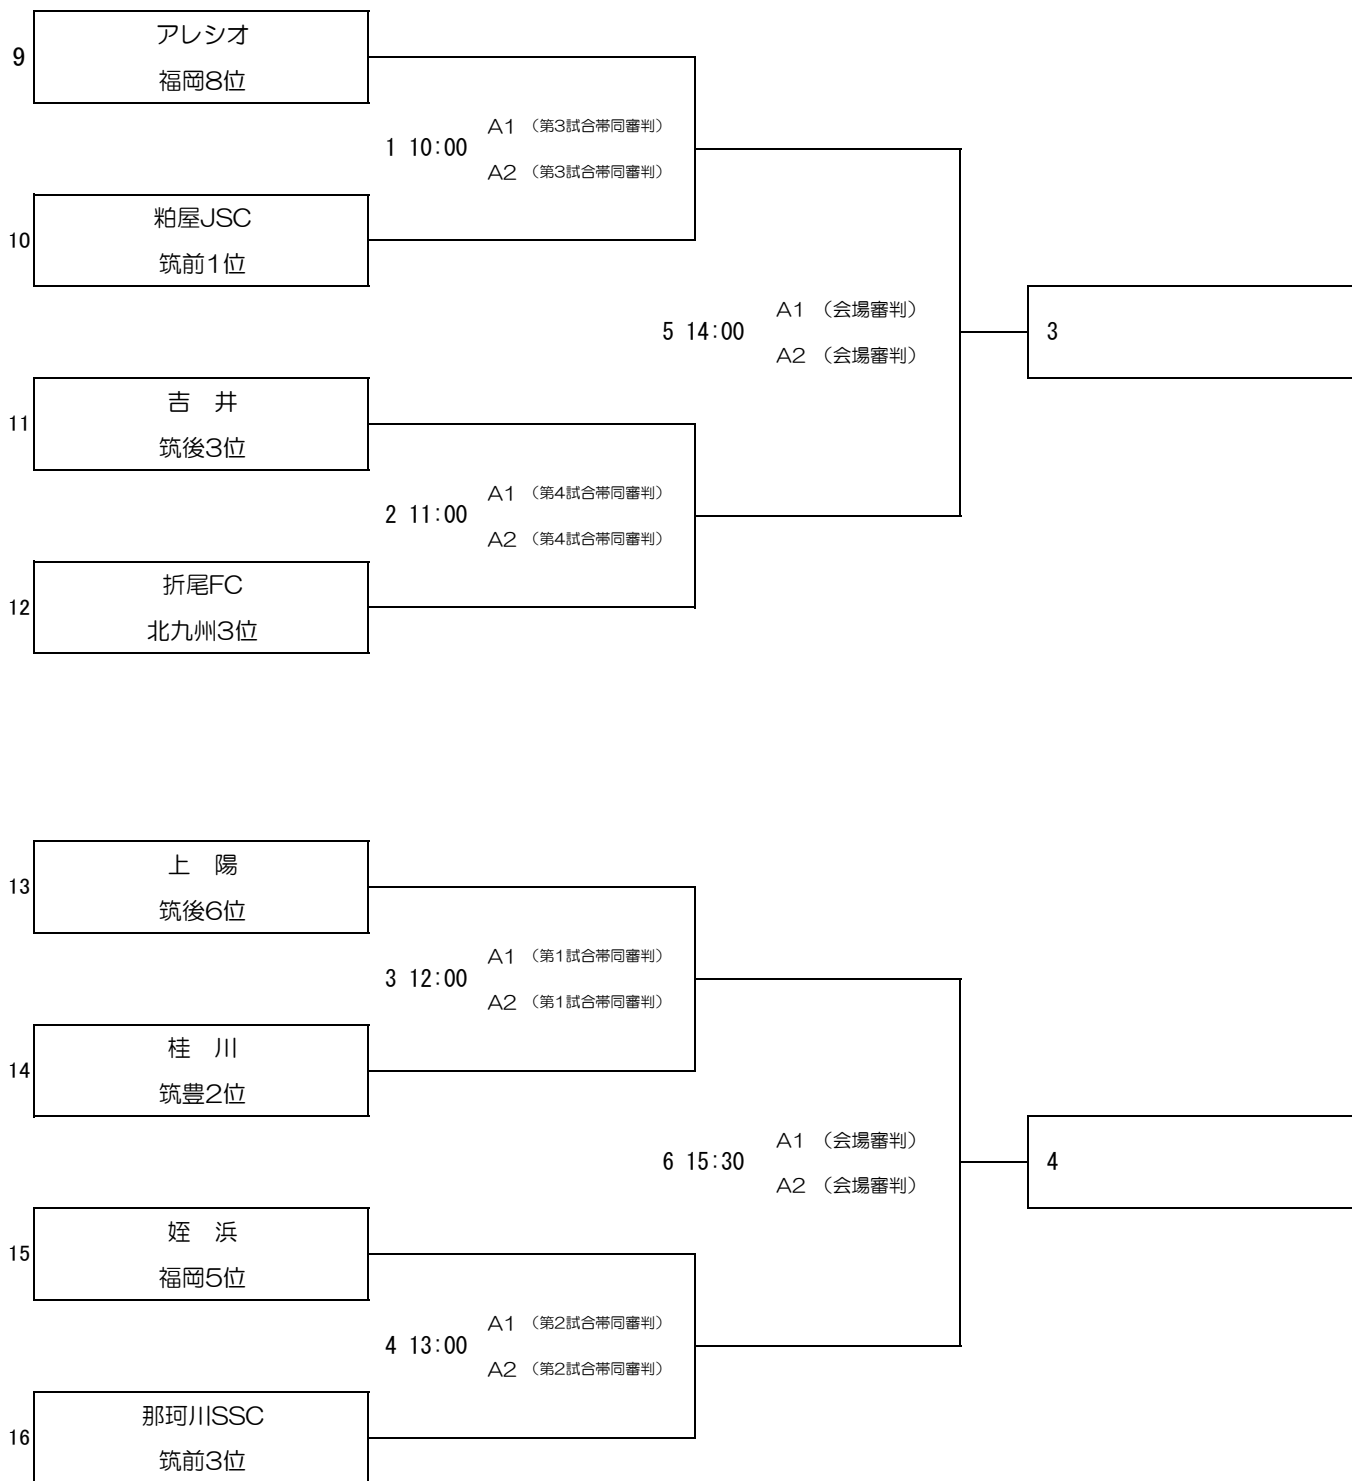 アレシオ
9
福岡8位
A1 (第3試合帯同審判)
1 10:00
A2 (第3試合帯同審判)
粕屋JSC
10
筑前1位
A1 (会場審判)
5 14:00
3
A2 (会場審判)
吉 井
11
筑後3位
A1 (第4試合帯同審判)
2 11:00
A2 (第4試合帯同審判)
折尾FC
12
北九州3位
上 陽
13
筑後6位
A1 (第1試合帯同審判)
3 12:00
A2 (第1試合帯同審判)
桂 川
14
筑豊2位
A1 (会場審判)
6 15:30
4
A2 (会場審判)
姪 浜
15
福岡5位
A1 (第2試合帯同審判)
4 13:00
A2 (第2試合帯同審判)
那珂川SSC
16
筑前3位